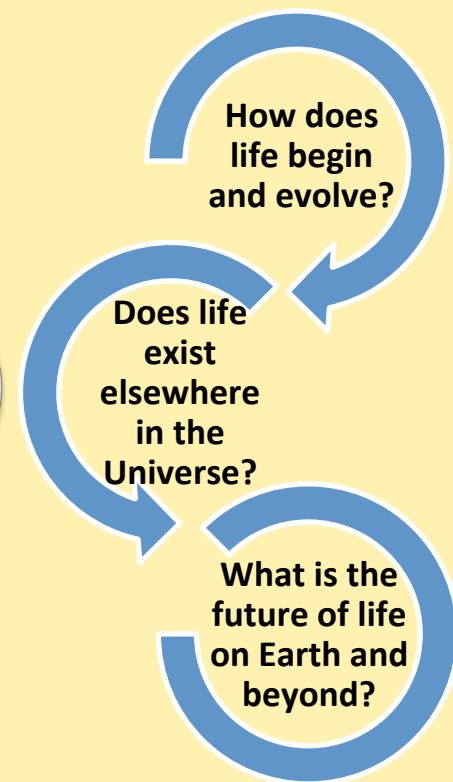 How does
life begin
and evolve?
Does life
exist
elsewhere
in the
Universe?
What is the
future of life
on Earth and
beyond?